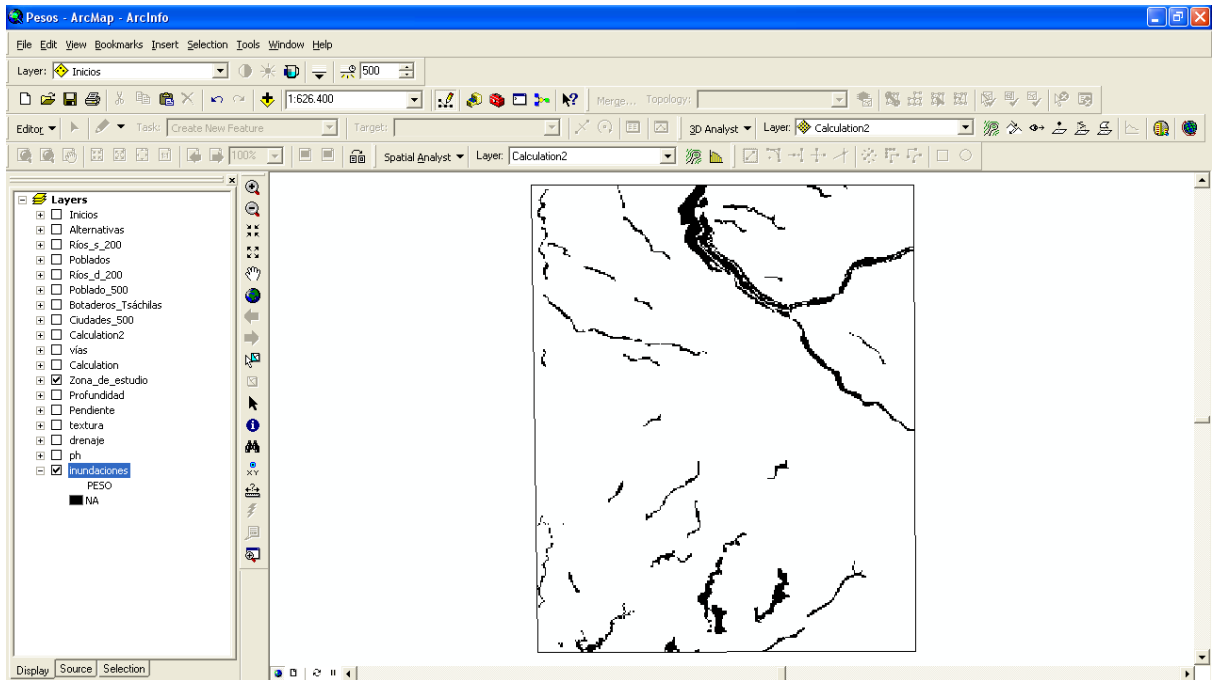 Pesos - ArcMap - ArcInfo
File Edit View Bookmarks Insert Selection Tools Window Help
Layer: Inicios 500
1:626.400 Merge... Topology:
Editor Task: Create New Feature Target: 3D Analyst Layer: Calculation2
100% Spatial Analyst Layer: Calculation2
Layers
Inicios
Alternativas
Ríos_s_200
Poblados
Ríos_d_200
Poblado_500
Botaderos_Tsáchilas
Ciudades_500
Calculation2
vías
Calculation
Zona_de_estudio
Profundidad
Pendiente
textura
drenaje
ph
inundaciones
PESO
NA
XY
Display Source Selection